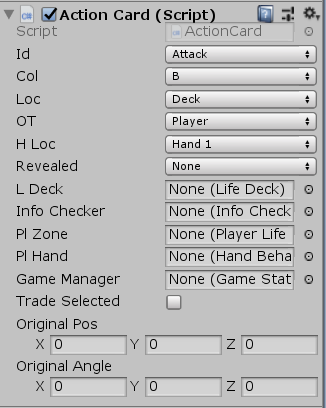 Action Card (Script)
Script ActionCard
Id Attack
Col B
Loc Deck
OT Player
H Loc Hand 1
Revealed None
L Deck None (Life Deck)
Info Checker None (Info Check
Pl Zone None (Player Life
Pl Hand None (Hand Beha
Game Manager None (Game Stat
Trade Selected
Original Pos
X 0 Y 0 Z 0
Original Angle
X 0 Y 0 Z 0